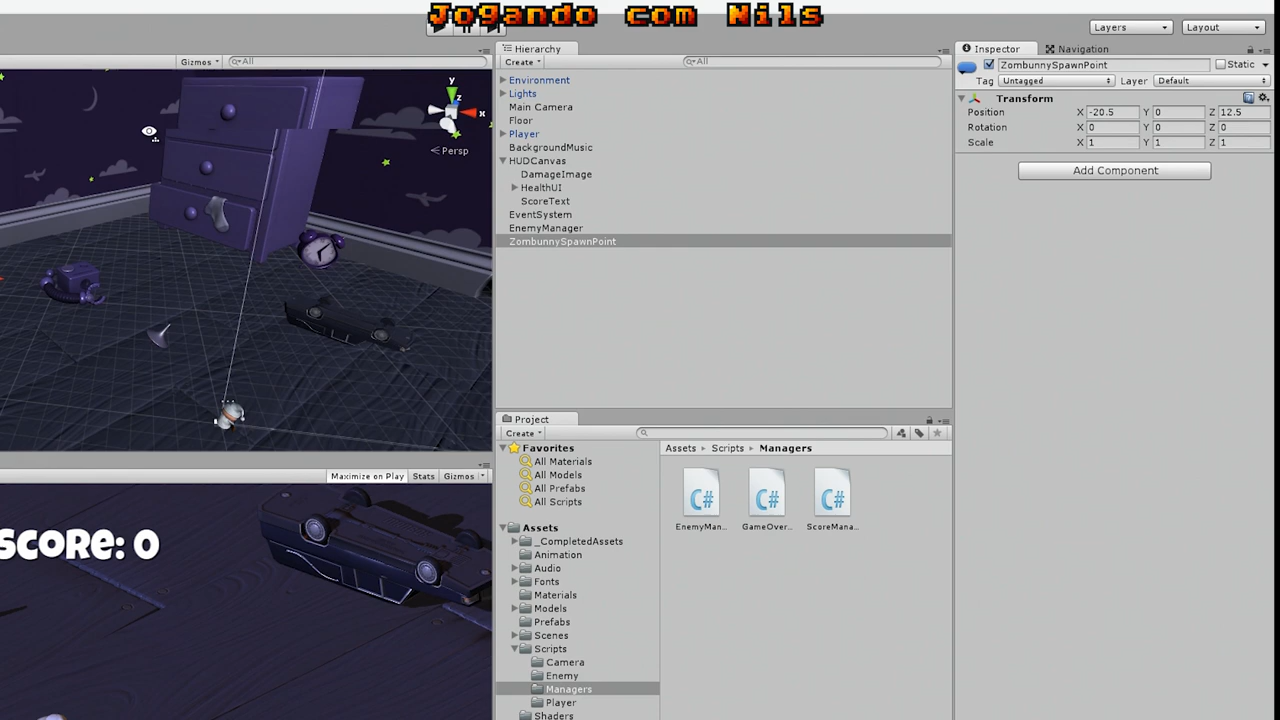 Jogando com Nils
Layers
Layout
Gizmos
All
y
z
x
Persp
Hierarchy
Create
All
Environment
Lights
Main Camera
Floor
Player
BackgroundMusic
HUDCanvas
DamageImage
HealthUI
ScoreText
EventSystem
EnemyManager
ZombunnySpawnPoint
Inspector
Navigation
ZombunnySpawnPoint
Static
Tag Untagged Layer Default
Transform
Position X -20.5 Y 0 Z 12.5
Rotation X 0 Y 0 Z 0
Scale X 1 Y 1 Z 1
Add Component
Maximize on Play Stats Gizmos
SCORE: 0
Project
Create
Favorites
All Materials
All Models
All Prefabs
All Scripts
Assets
_CompletedAssets
Animation
Audio
Fonts
Materials
Models
Prefabs
Scenes
Scripts
Camera
Enemy
Managers
Player
Shaders
Assets Scripts Managers
C# C# C#
EnemyMan... GameOver... ScoreMana...